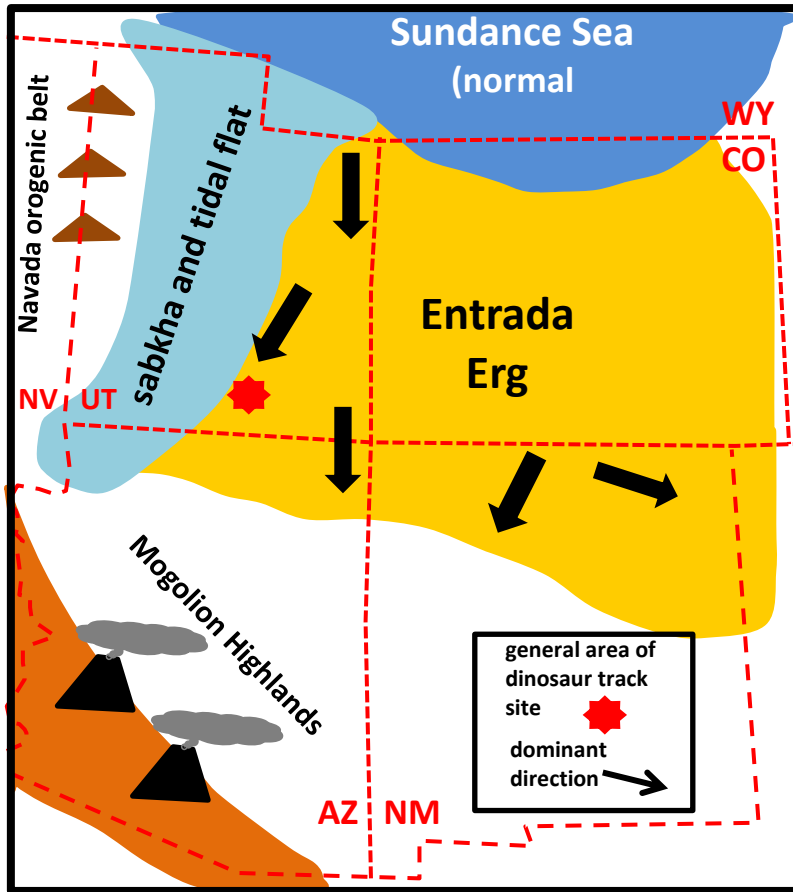 Sundance Sea
(normal
WY
CO
Navada orogenic belt
sabkha and tidal flat
Entrada
Erg
NV
UT
Mogolion Highlands
general area of
dinosaur track
site
dominant
direction
AZ
NM